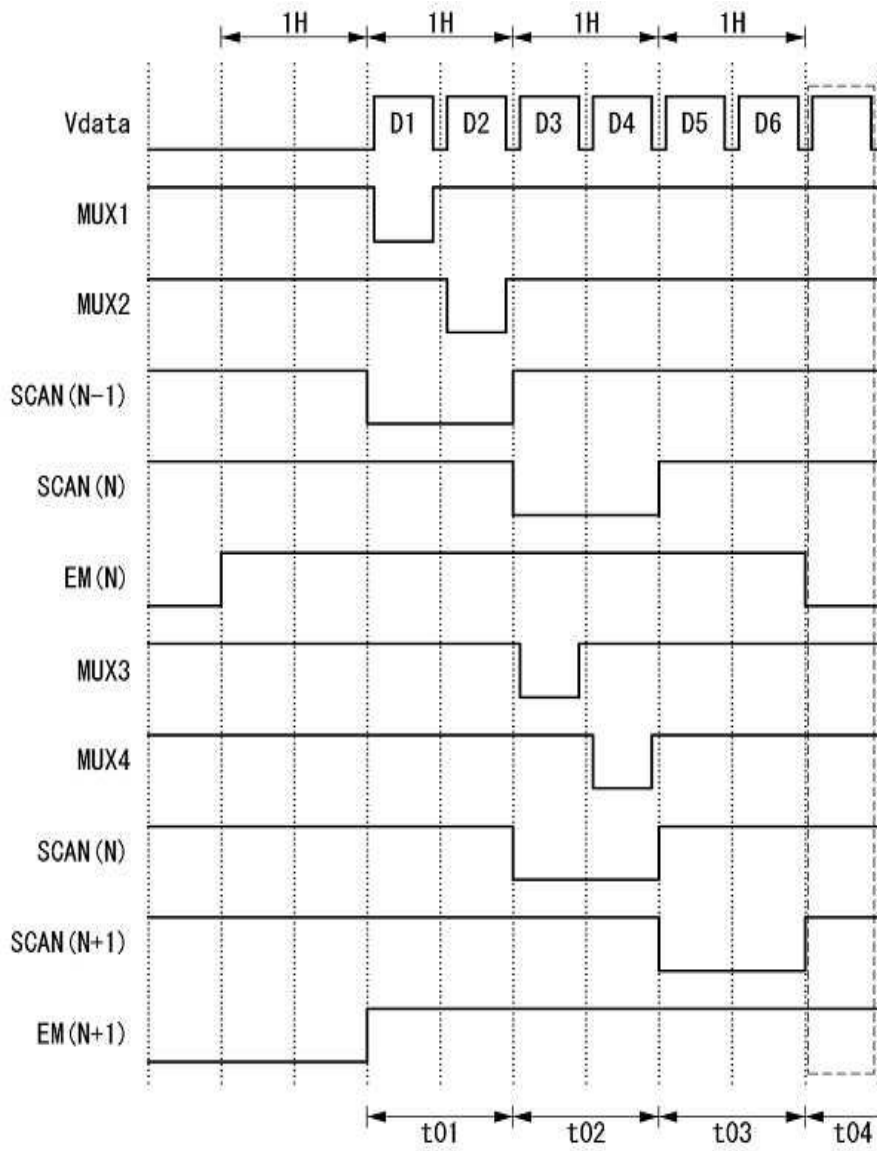 1H 1H 1H 1H
Vdata D1 D2 D3 D4 D5 D6
MUX1
MUX2
SCAN(N-1)
SCAN(N)
EM(N)
MUX3
MUX4
SCAN(N)
SCAN(N+1)
EM(N+1)
t01 t02 t03 t04